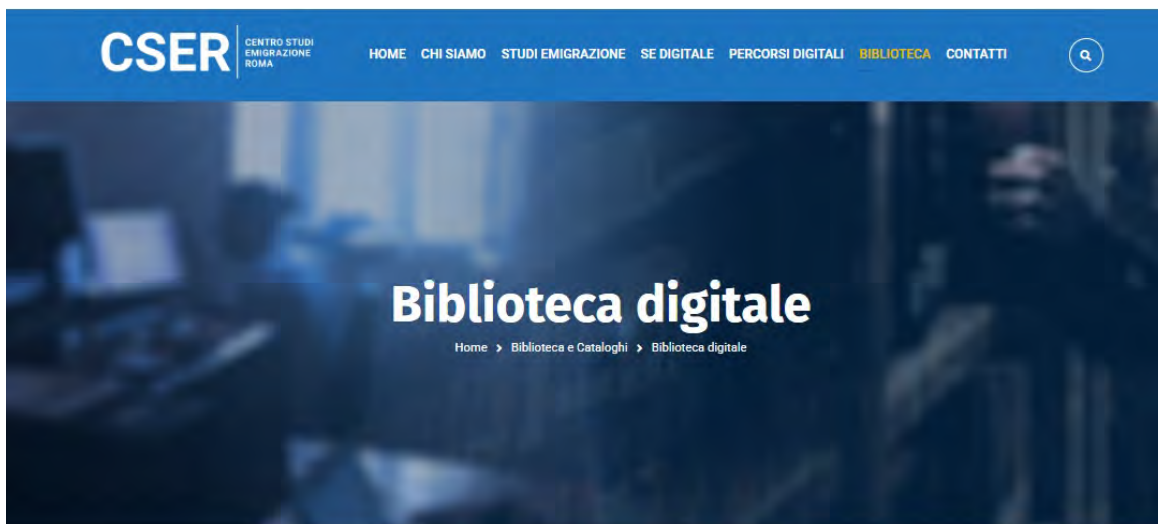 CSER
CENTRO STUDI
EMIGRAZIONE
ROMA
HOME CHI SIAMO STUDI EMIGRAZIONE SE DIGITALE PERCORSI DIGITALI BIBLIOTECA CONTATTI
Biblioteca digitale
Home > Biblioteca e Cataloghi > Biblioteca digitale